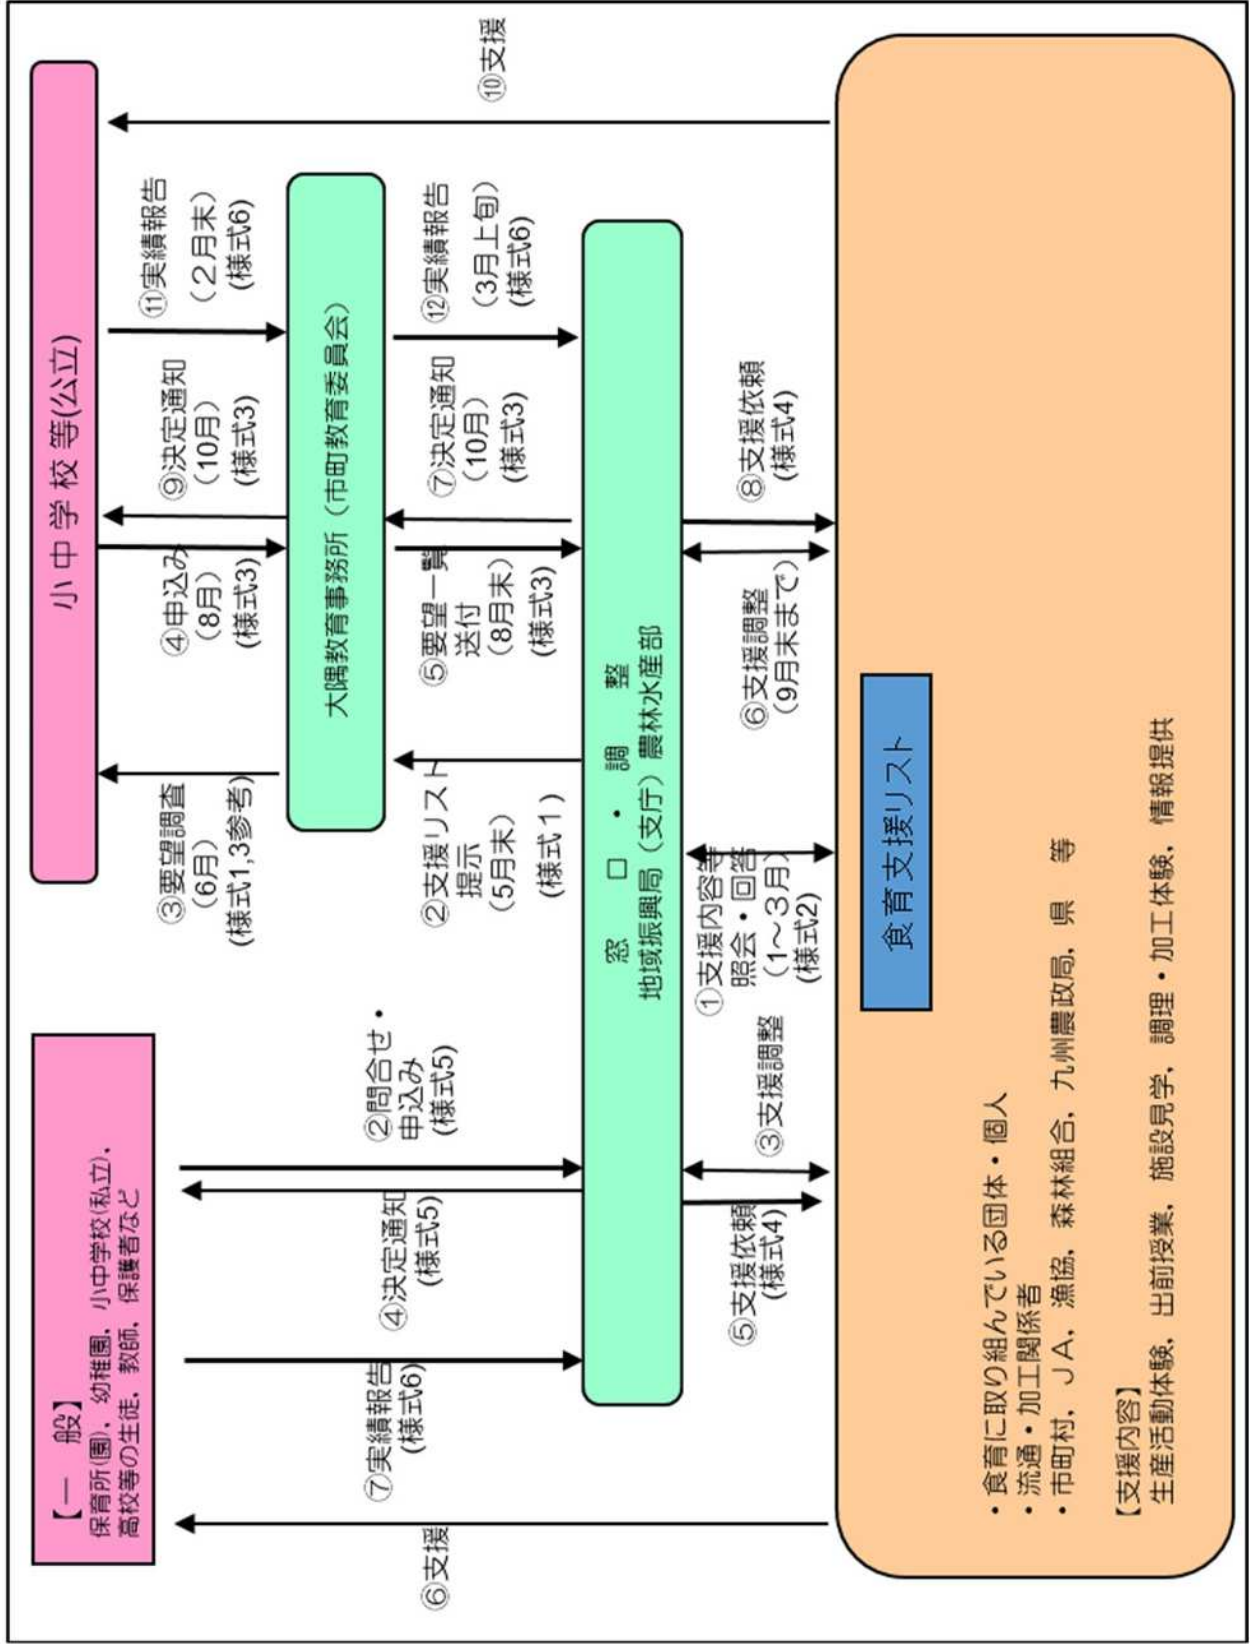 【一　般】
保育所(園)，幼稚園，小中学校(私立)，
高校等の生徒，教師，保護者など
小 中 学 校 等(公立)
③要望調査
（6月）
(様式1,3参考)
④申込み
（8月）
(様式3)
⑨決定通知
（10月）
(様式3)
⑪実績報告
（２月末）
(様式6)
大隅教育事務所（市町教育委員会）
⑩支援
⑥支援
⑦実績報告
(様式6)
④決定通知
(様式5)
②問合せ・
申込み
(様式5)
②支援リスト
提示
（5月末）
(様式１)
⑤要望一覧
送付
（8月末）
(様式3)
⑦決定通知
（10月）
(様式3)
⑫実績報告
（3月上旬）
(様式6)
窓　口　・　調　整
地域振興局（支庁）農林水産部
⑤支援依頼
(様式4)
③支援調整
①支援内容等
照会・回答
（1～３月）
(様式2)
⑥支援調整
（9月末まで）
⑧支援依頼
(様式4)
食育支援リスト
・食育に取り組んでいる団体・個人
・流通・加工関係者
・市町村，ＪＡ，漁協，森林組合，九州農政局，県　等
【支援内容】
生産活動体験，出前授業，施設見学，調理・加工体験，情報提供